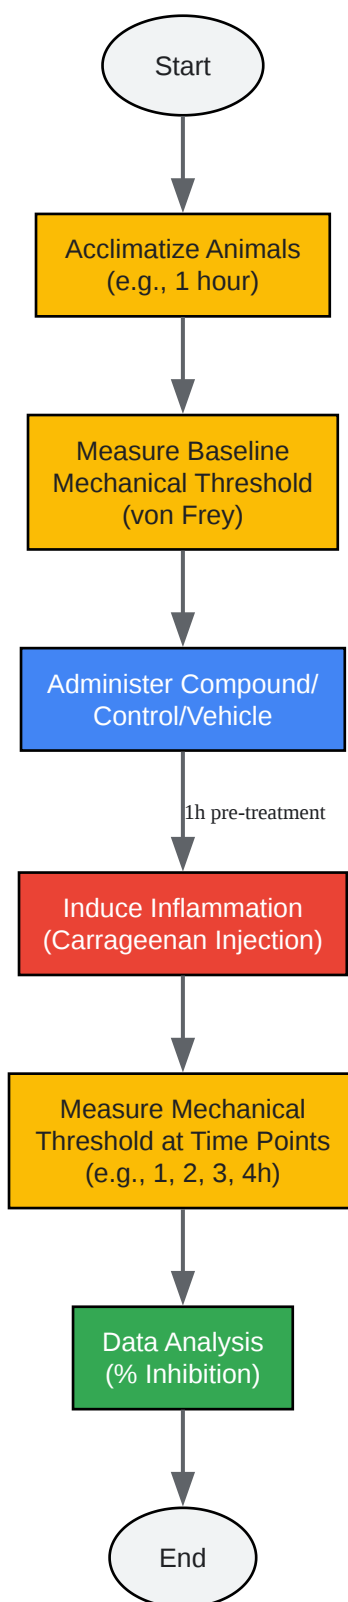 Start
Acclimatize Animals
(e.g., 1 hour)
Measure Baseline
Mechanical Threshold
(von Frey)
Administer Compound/
Control/Vehicle
1h pre-treatment
Induce Inflammation
(Carrageenan Injection)
Measure Mechanical
Threshold at Time Points
(e.g., 1, 2, 3, 4h)
Data Analysis
(% Inhibition)
End